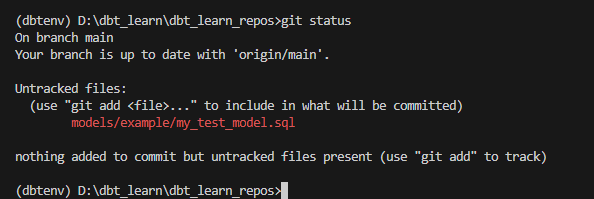 (dbtenv) D:\dbt_learn\dbt_learn_repos>git status
On branch main
Your branch is up to date with 'origin/main'.
Untracked files:
(use "git add <file>..." to include in what will be committed)
models/example/my_test_model.sql
nothing added to commit but untracked files present (use "git add" to track)
(dbtenv) D:\dbt_learn\dbt_learn_repos>